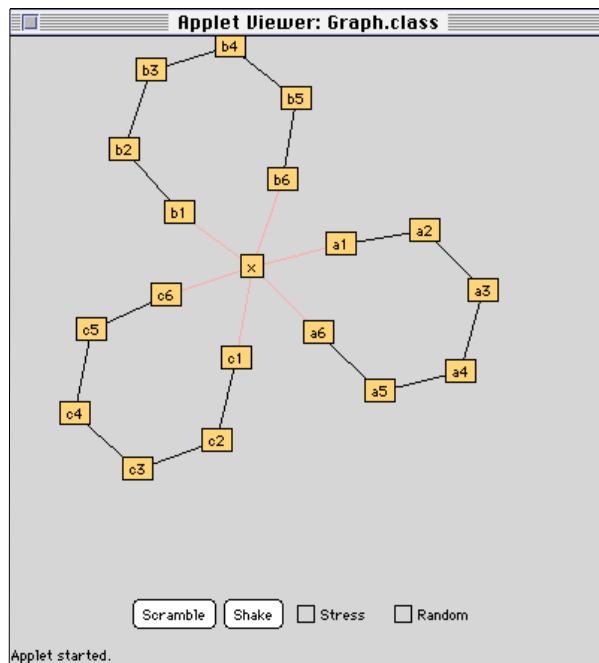 Applet Viewer: Graph.class
b4
b3
b5
b2
b6
b1
a2
a1
x
a3
c6
c5
a6
c1
a4
a5
c4
c2
c3
Scramble Shake Stress Random
Applet started.